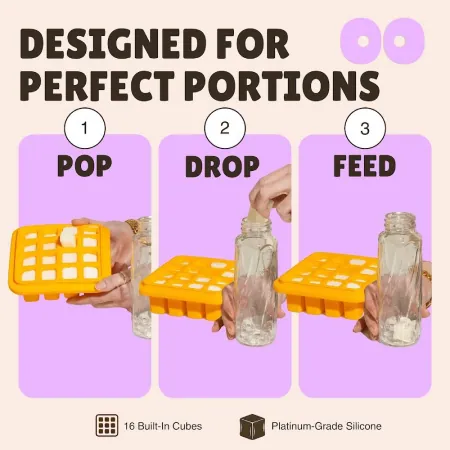 DESIGNED FOR
PERFECT PORTIONS
1
POP
2
DROP
3
FEED
16 Built-In Cubes
Platinum-Grade Silicone